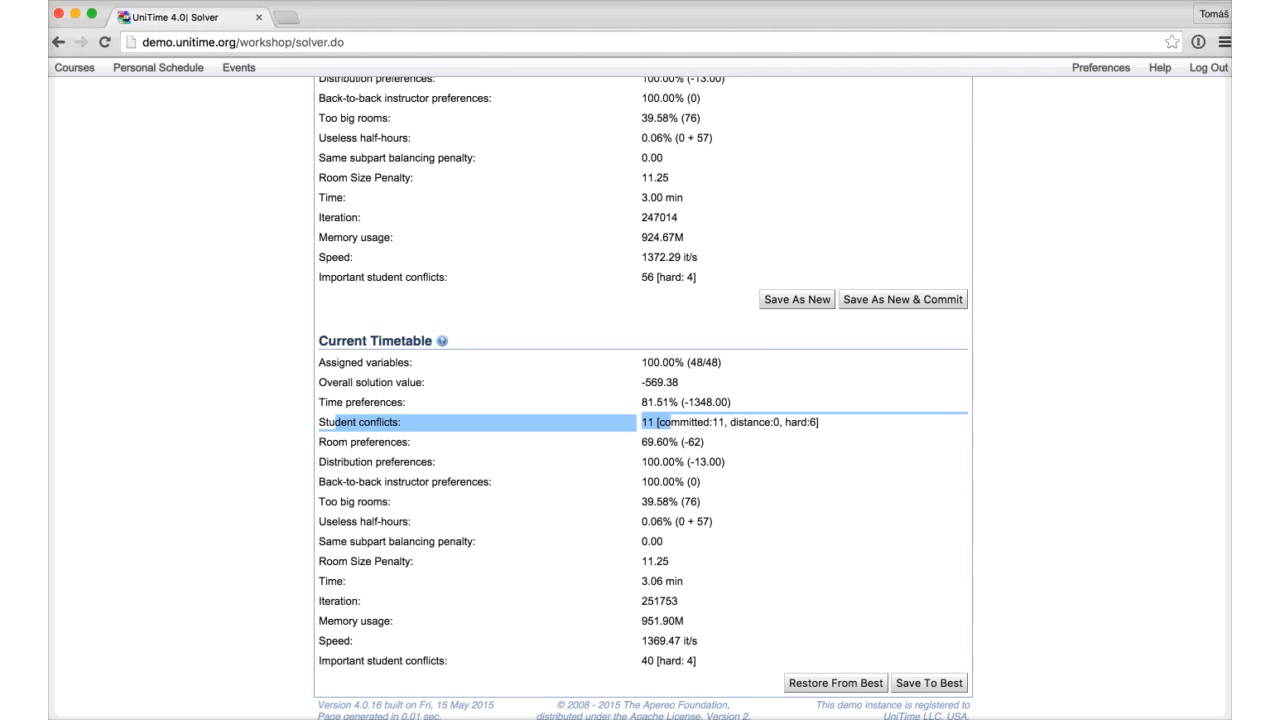 UniTime 4.0| Solver
Tomáš
demo.unitime.org/workshop/solver.do
Courses Personal Schedule Events Preferences Help Log Out
Distribution preferences: 100.00% (-13.00)
Back-to-back instructor preferences: 100.00% (0)
Too big rooms: 39.58% (76)
Useless half-hours: 0.06% (0 + 57)
Same subpart balancing penalty: 0.00
Room Size Penalty: 11.25
Time: 3.00 min
Iteration: 247014
Memory usage: 924.67M
Speed: 1372.29 it/s
Important student conflicts: 56 [hard: 4]
Save As New Save As New & Commit
Current Timetable
Assigned variables: 100.00% (48/48)
Overall solution value: -569.38
Time preferences: 81.51% (-1348.00)
Student conflicts: 11 [committed:11, distance:0, hard:6]
Room preferences: 69.60% (-62)
Distribution preferences: 100.00% (-13.00)
Back-to-back instructor preferences: 100.00% (0)
Too big rooms: 39.58% (76)
Useless half-hours: 0.06% (0 + 57)
Same subpart balancing penalty: 0.00
Room Size Penalty: 11.25
Time: 3.06 min
Iteration: 251753
Memory usage: 951.90M
Speed: 1369.47 it/s
Important student conflicts: 40 [hard: 4]
Restore From Best Save To Best
Version 4.0.16 built on Fri, 15 May 2015 © 2008 - 2015 The Apereo Foundation, This demo instance is registered to
Page generated in 0.01 sec. distributed under the Apache License, Version 2. UniTime LLC, USA.